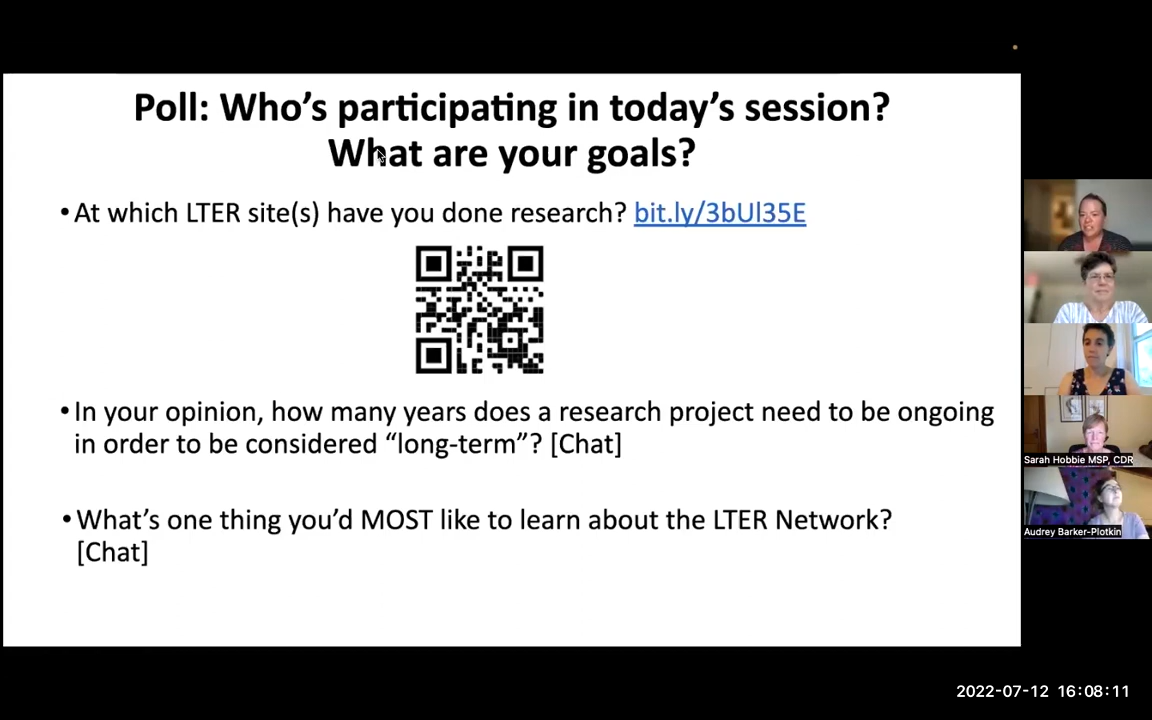 Poll: Who's participating in today's session?
What are your goals?
•At which LTER site(s) have you done research? bit.ly/3bUl35E
•In your opinion, how many years does a research project need to be ongoing
in order to be considered “long-term”? [Chat]
•What's one thing you'd MOST like to learn about the LTER Network?
[Chat]
Sarah Hobbie MSP, CDR
Audrey Barker-Plotkin
2022-07-12 16:08:11